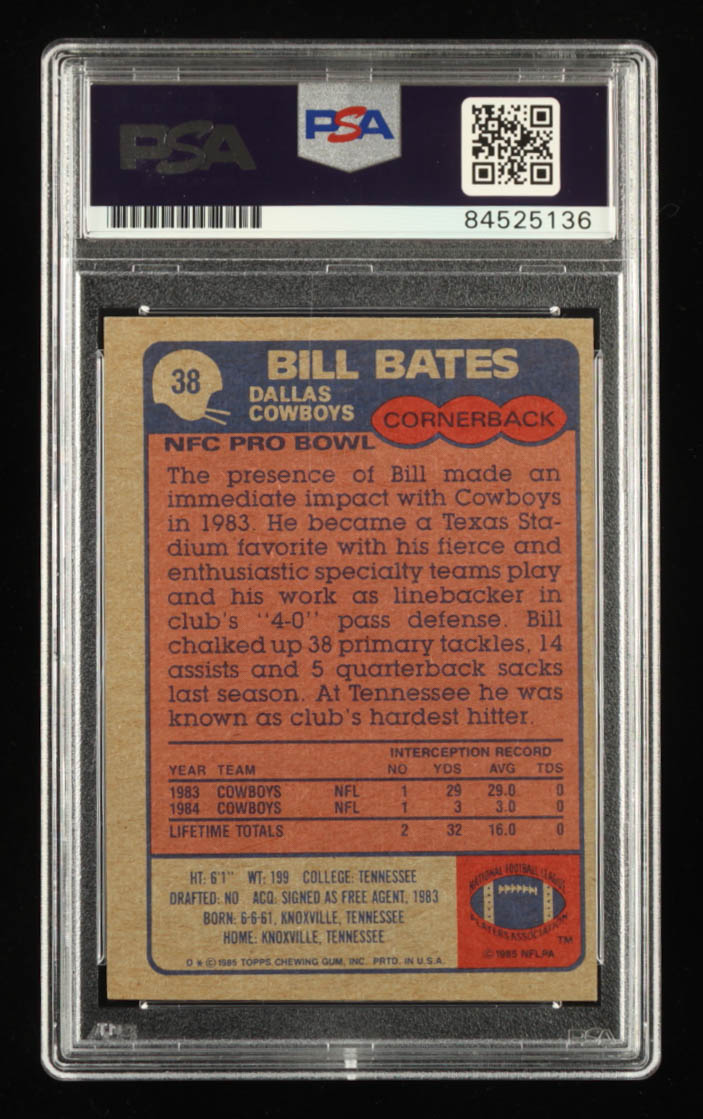 PSA
PSA
84525136
38
BILL BATES
DALLAS
COWBOYS
CORNERBACK
NFC PRO BOWL
The presence of Bill made an
immediate impact with Cowboys
in 1983. He became a Texas Sta-
dium favorite with his fierce and
enthusiastic specialty teams play
and his work as linebacker in
club's "4-0" pass defense. Bill
chalked up 38 primary tackles, 14
assists and 5 quarterback sacks
last season. At Tennessee he was
known as club's hardest hitter.
INTERCEPTION RECORD
YEAR TEAM NO YDS AVG TDS
1983 COWBOYS NFL 1 29 29.0 0
1984 COWBOYS NFL 1 3 3.0 0
LIFETIME TOTALS 2 32 16.0 0
HT: 6'1" WT: 199 COLLEGE: TENNESSEE
DRAFTED: NO ACQ: SIGNED AS FREE AGENT, 1983
BORN: 6-6-61, KNOXVILLE, TENNESSEE
HOME: KNOXVILLE, TENNESSEE
D * © 1985 TOPPS CHEWING GUM, INC. PRTD. IN U.S.A.
NATIONAL FOOTBALL LEAGUE
PLAYERS ASSOCIATION
TM
© 1985 NFLPA
PSA